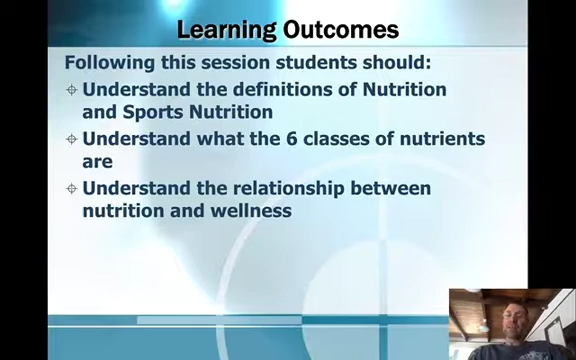 Learning Outcomes
Following this session students should:
Understand the definitions of Nutrition
and Sports Nutrition
Understand what the 6 classes of nutrients
are
Understand the relationship between
nutrition and wellness